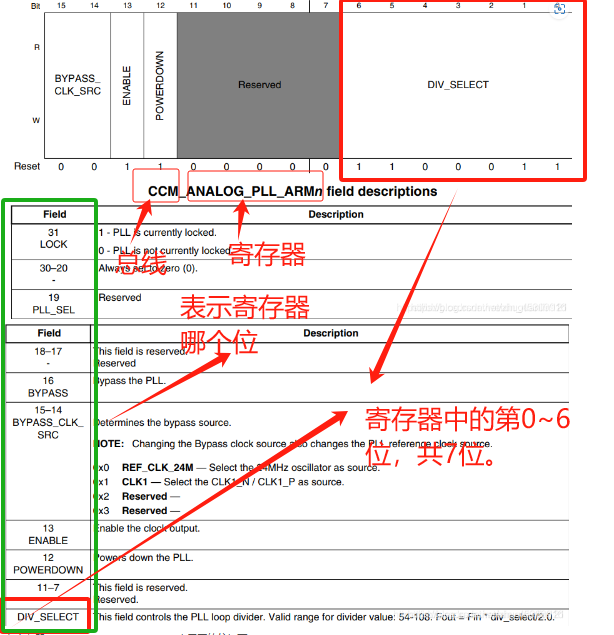 Bit 15 14 13 12 11 10 9 8 7 6 5 4 3 2 1
R
BYPASS_
CLK_SRC
ENABLE
POWERDOWN
Reserved
DIV_SELECT
W
Reset 0 0 1 1 0 0 0 0 0 1 1 0 0 0 1 1
CCM_ANALOG_PLL_ARMn field descriptions
Field Description
31
LOCK
1 - PLL is currently locked.
0 - PLL is not currently locked.
总线
寄存器
30–20
-
Always set to zero (0).
19
PLL_SEL
Reserved
表示寄存器
哪个位
Field Description
18–17
-
This field is reserved.
Reserved
16
BYPASS
Bypass the PLL.
15–14
BYPASS_CLK_
SRC
Determines the bypass source.
NOTE: Changing the Bypass clock source also changes the PLL reference clock source.
0x0 REF_CLK_24M — Select the 24MHz oscillator as source.
0x1 CLK1 — Select the CLK1_N / CLK1_P as source.
0x2 Reserved —
0x3 Reserved —
寄存器中的第0~6
位，共7位。
13
ENABLE
Enable the clock output.
12
POWERDOWN
Powers down the PLL.
11–7
-
This field is reserved.
Reserved.
DIV_SELECT
This field controls the PLL loop divider. Valid range for divider value: 54-108. Fout = Fin * div_select/2.0.